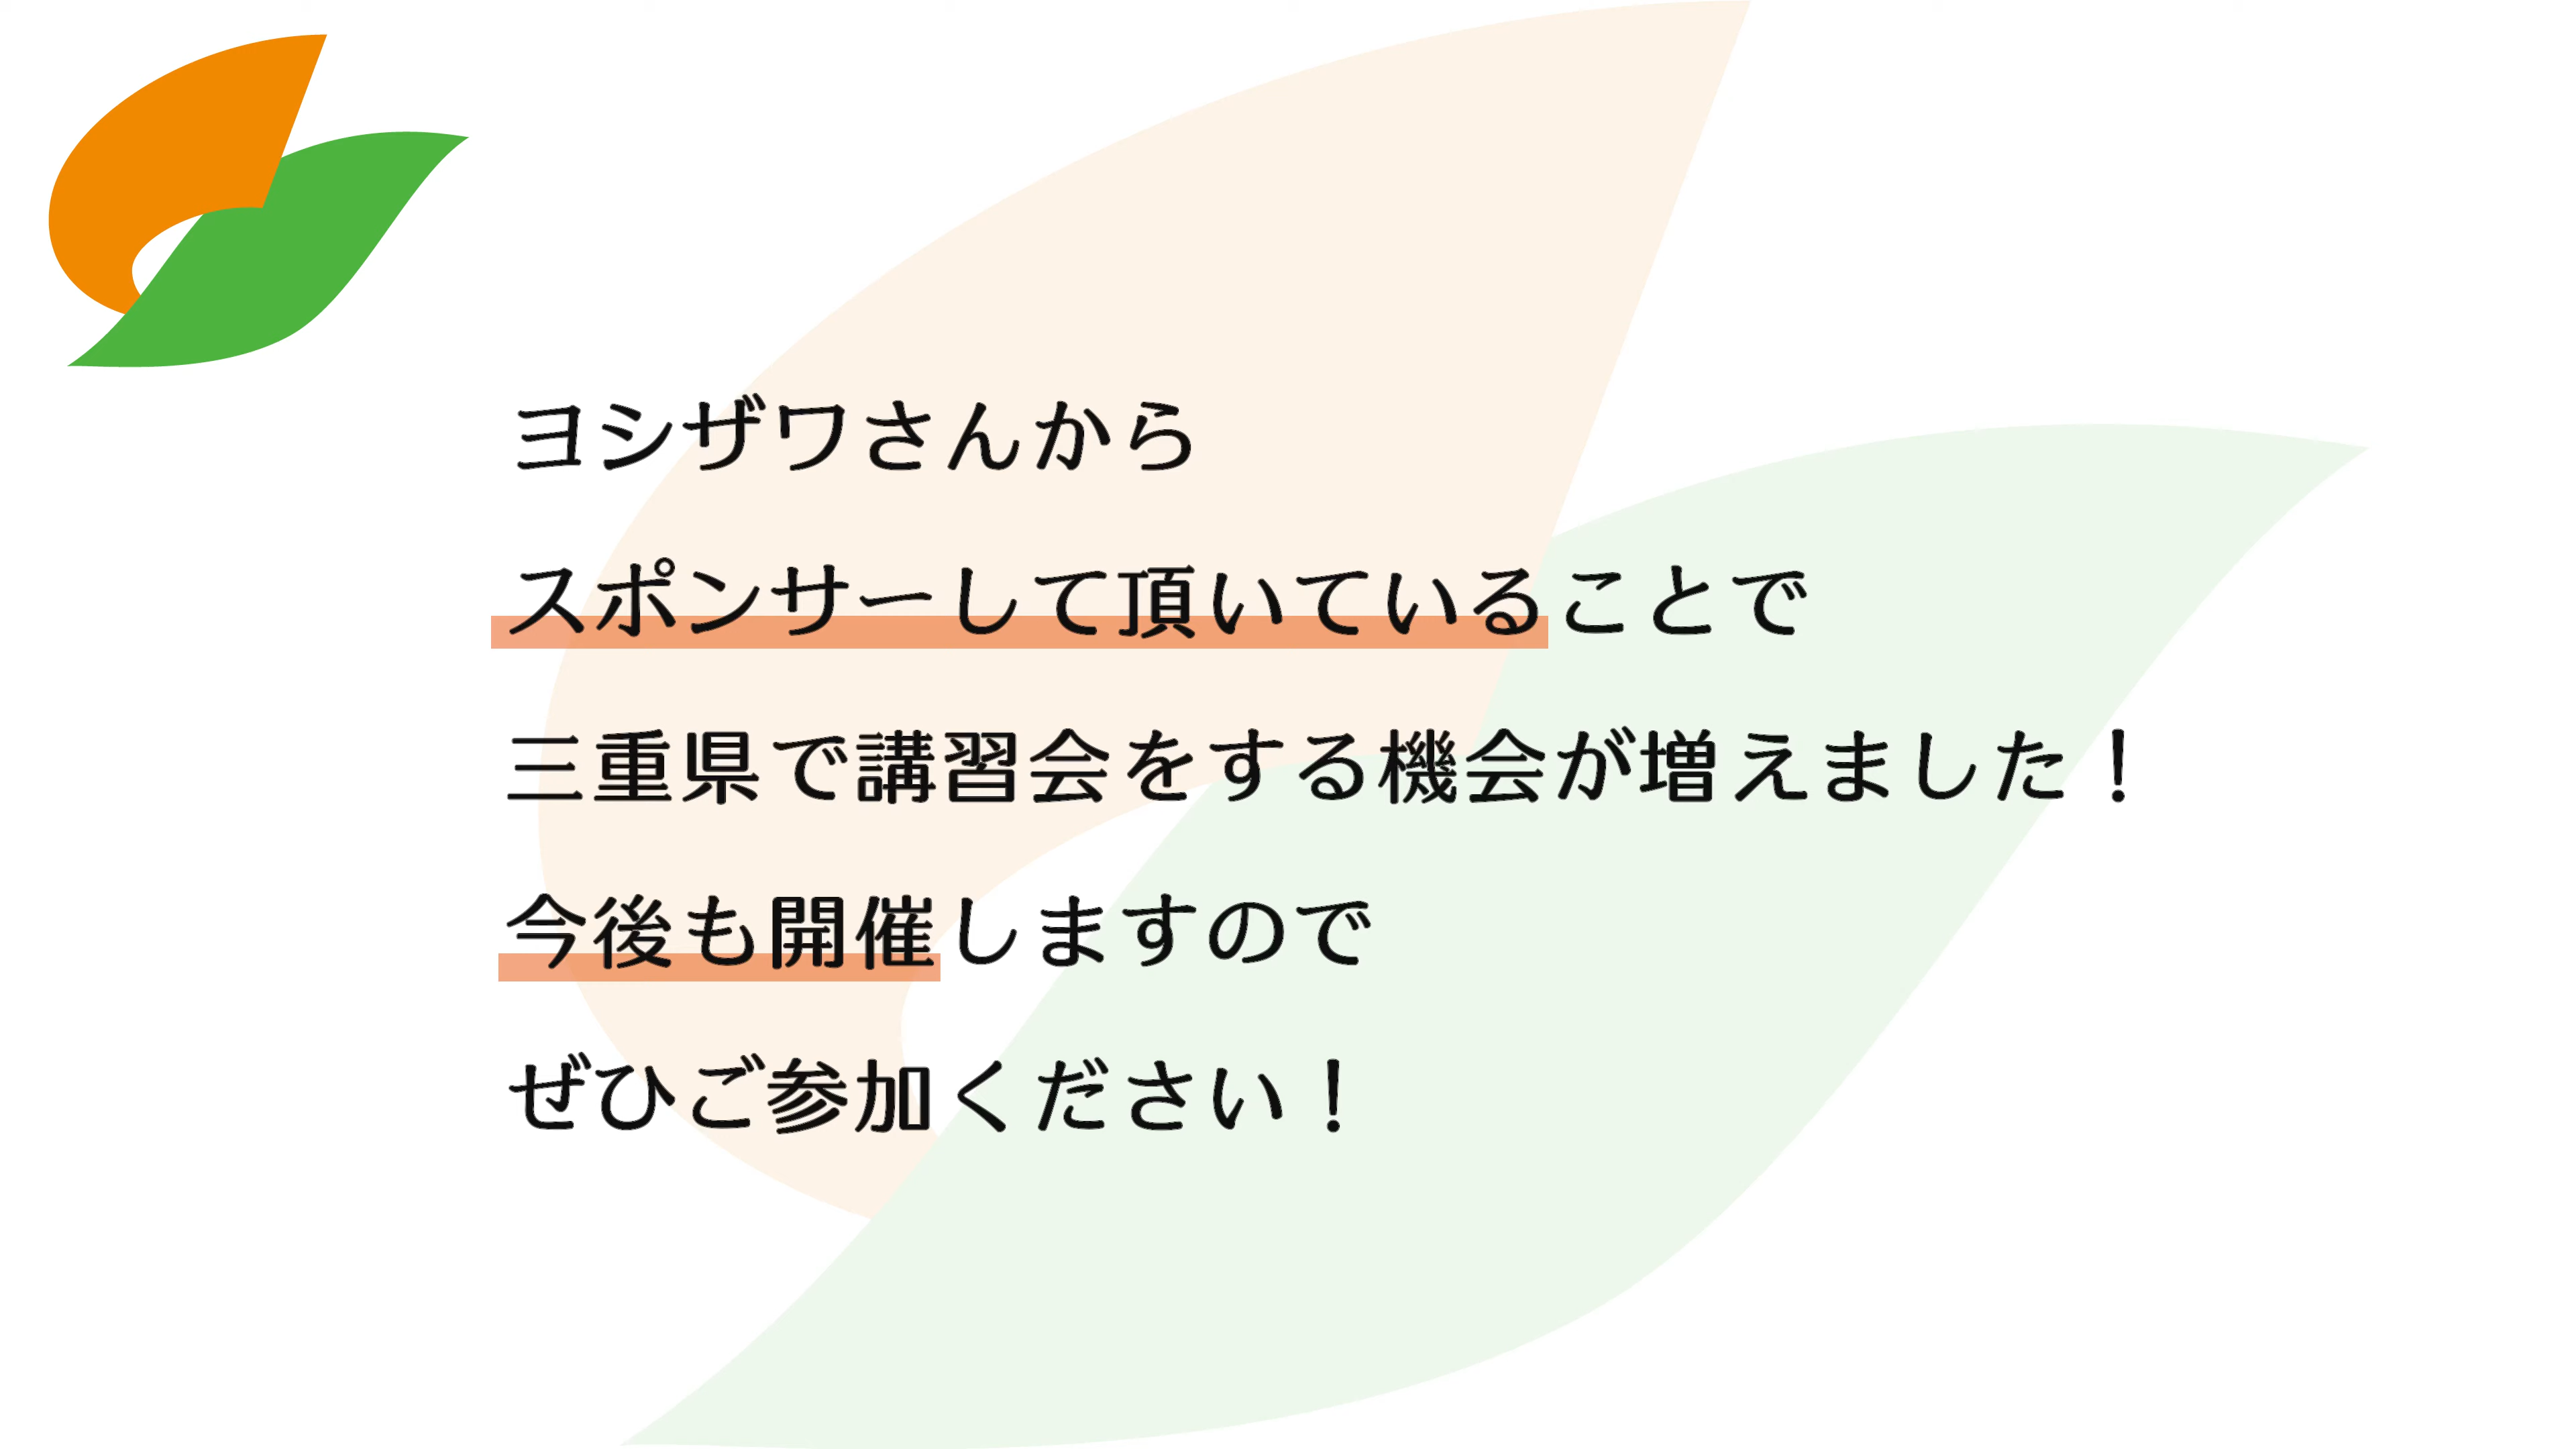 ヨシザワさんから
スポンサーして頂いていることで
三重県で講習会をする機会が増えました！
今後も開催しますので
ぜひご参加ください！